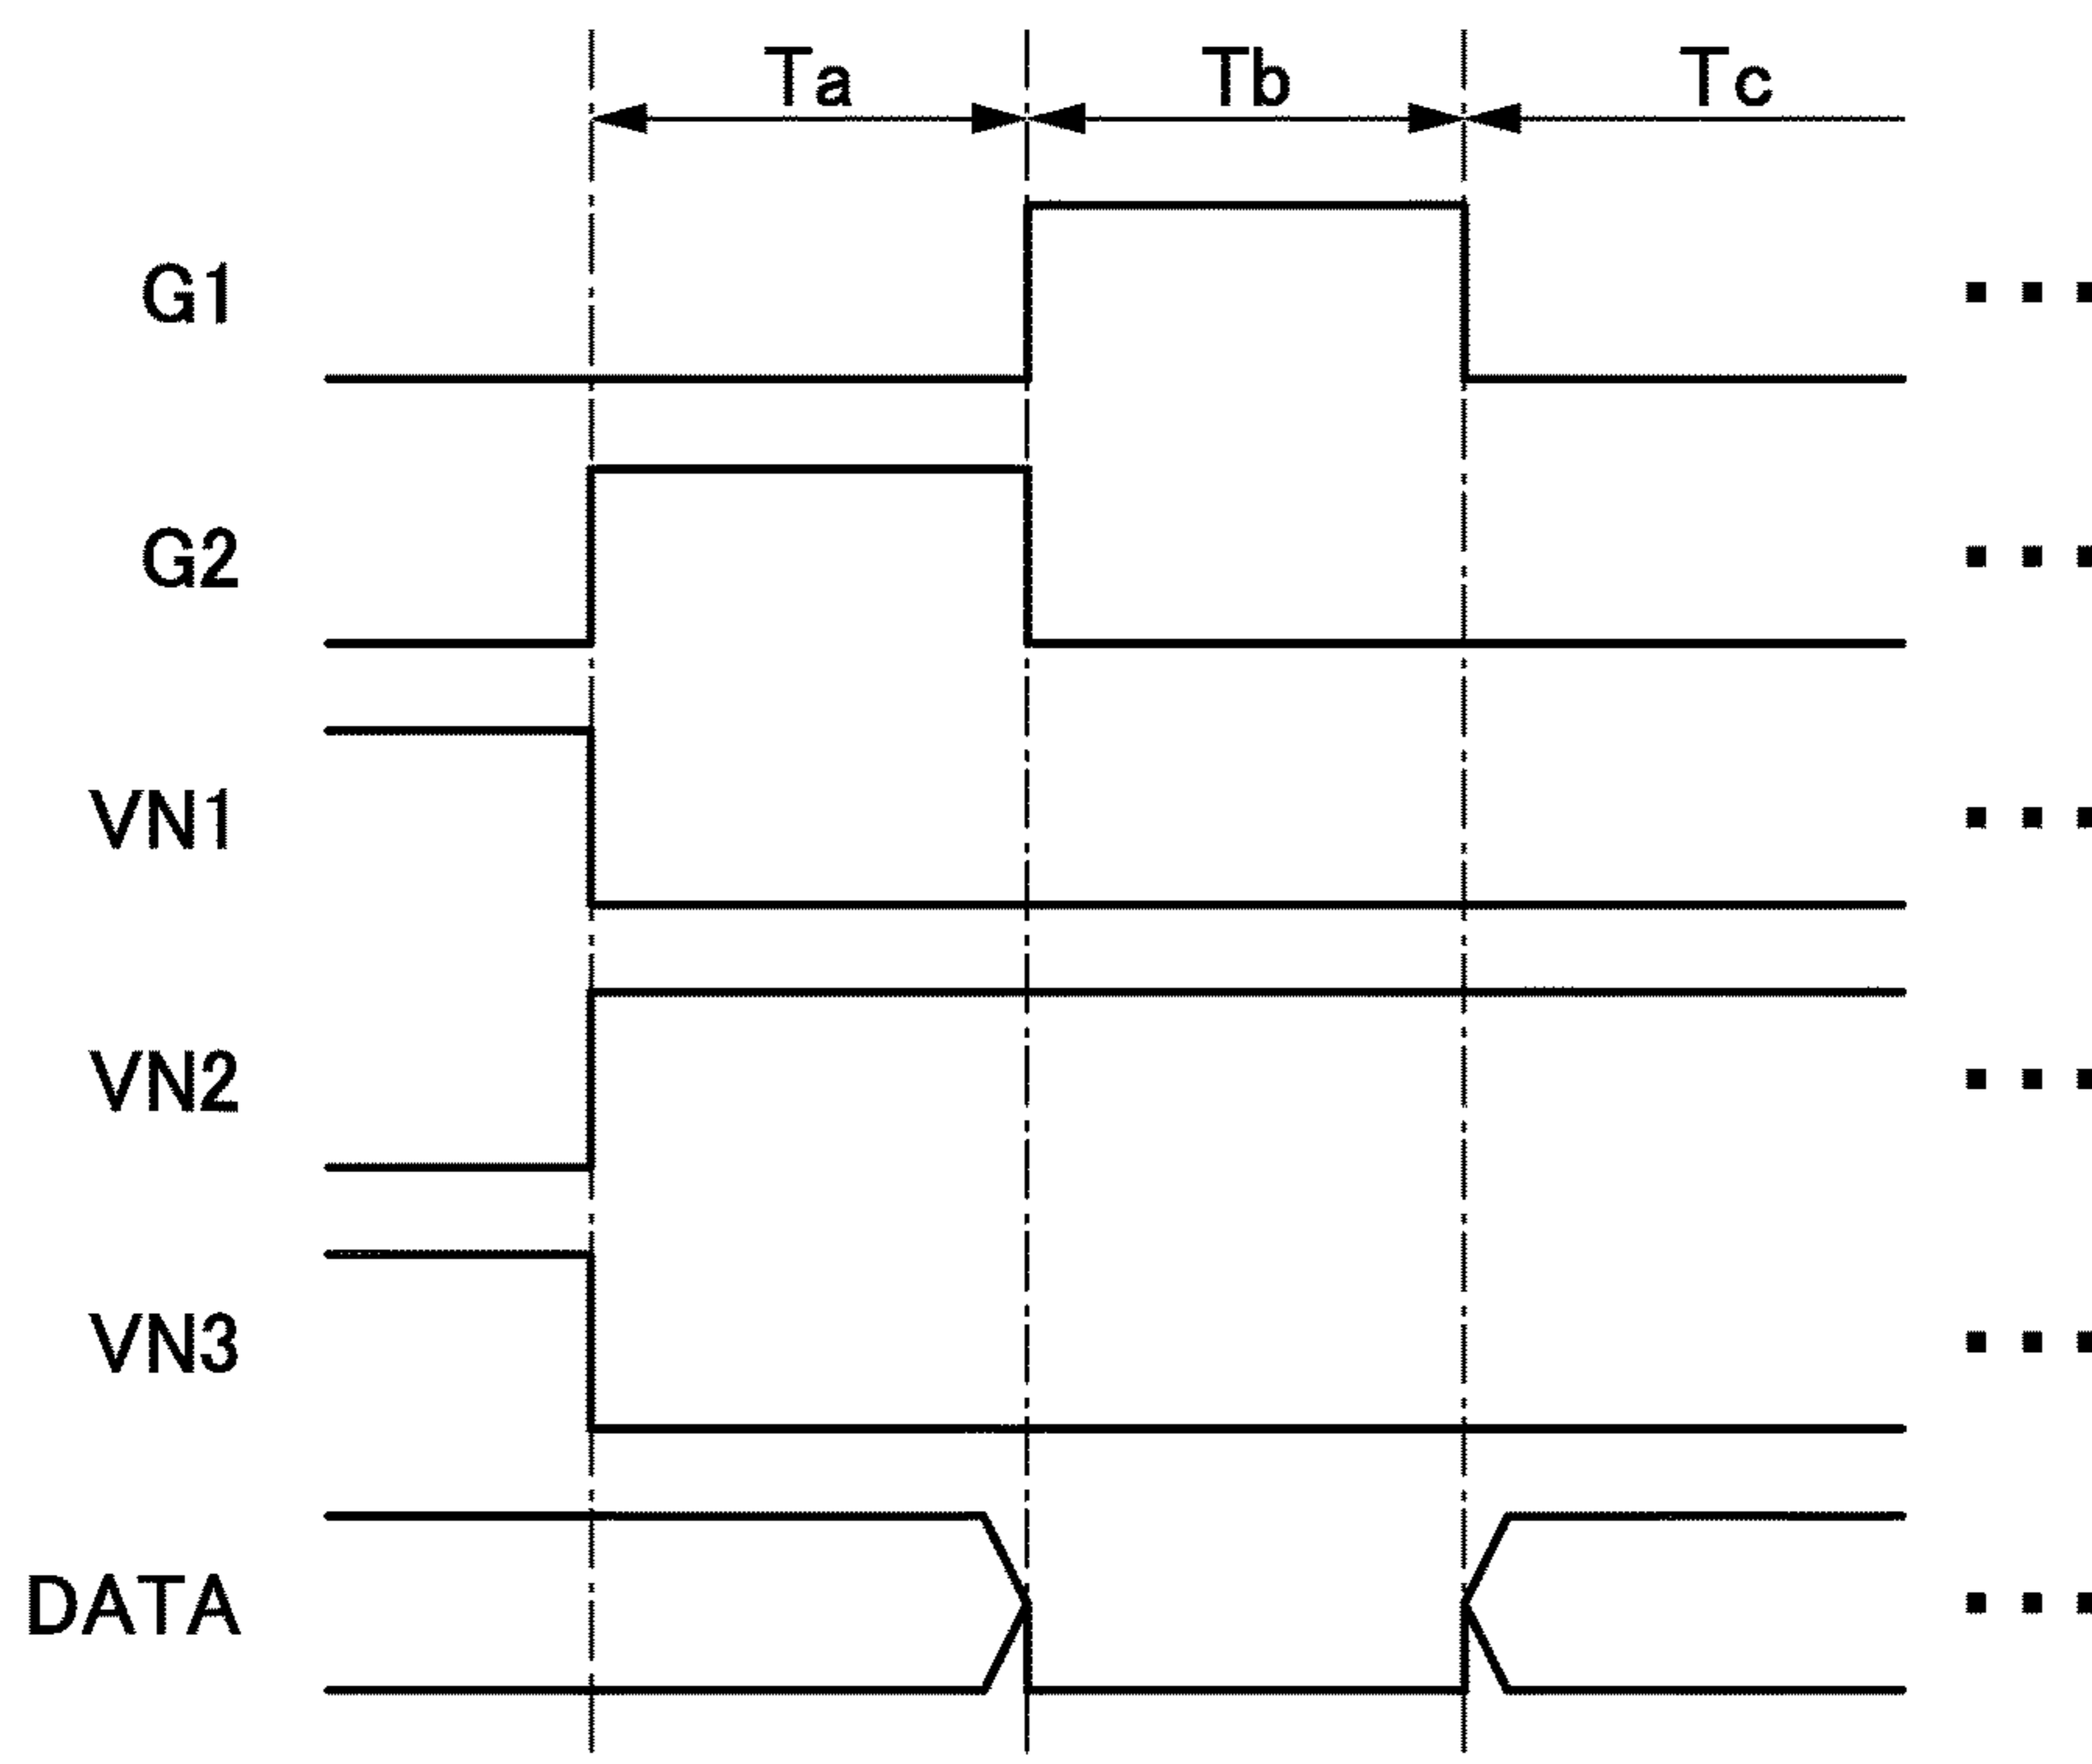 Ta Tb Tc
G1
G2
VN1
VN2
VN3
DATA